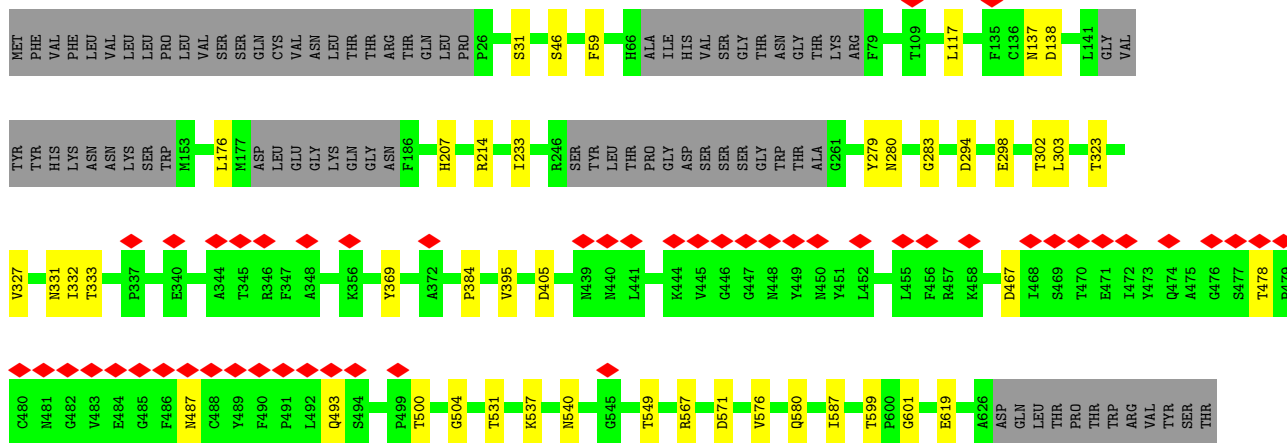 MET PHE VAL PHE LEU VAL LEU LEU PRO LEU VAL SER SER GLN CYS VAL ASN LEU THR THR ARG THR GLN LEU PRO P26 S31 S46 F59 H66 ALA ILE HIS VAL SER GLY THR ASN GLY THR LYS ARG F79 T109 L117 F135 C136 N137 D138 L141 GLY VAL
TYR TYR HIS LYS ASN ASN LYS SER TRP M153 L176 M177 ASP LEU GLU GLY LYS GLN GLY ASN F186 H207 R214 I233 R246 SER TYR LEU THR PRO GLY ASP SER SER SER GLY TRP THR ALA G261 Y279 N280 G283 D294 E298 T302 L303 T323
V327 N331 I332 T333 P337 E340 A344 T345 R346 F347 A348 K356 Y369 A372 P384 V395 D405 N439 N440 L441 K444 V445 G446 G447 N448 Y449 N450 Y451 L452 L455 F456 R457 K458 D467 I468 S469 T470 E471 I472 Y473 Q474 A475 G476 S477 T478 P479
C480 N481 G482 V483 E484 G485 F486 N487 C488 Y489 F490 P491 L492 Q493 S494 P499 T500 G504 T531 K537 N540 G545 T549 R567 D571 V576 Q580 I587 T599 P600 G601 E619 A626 ASP GLN LEU THR PRO THR TRP ARG VAL TYR SER THR